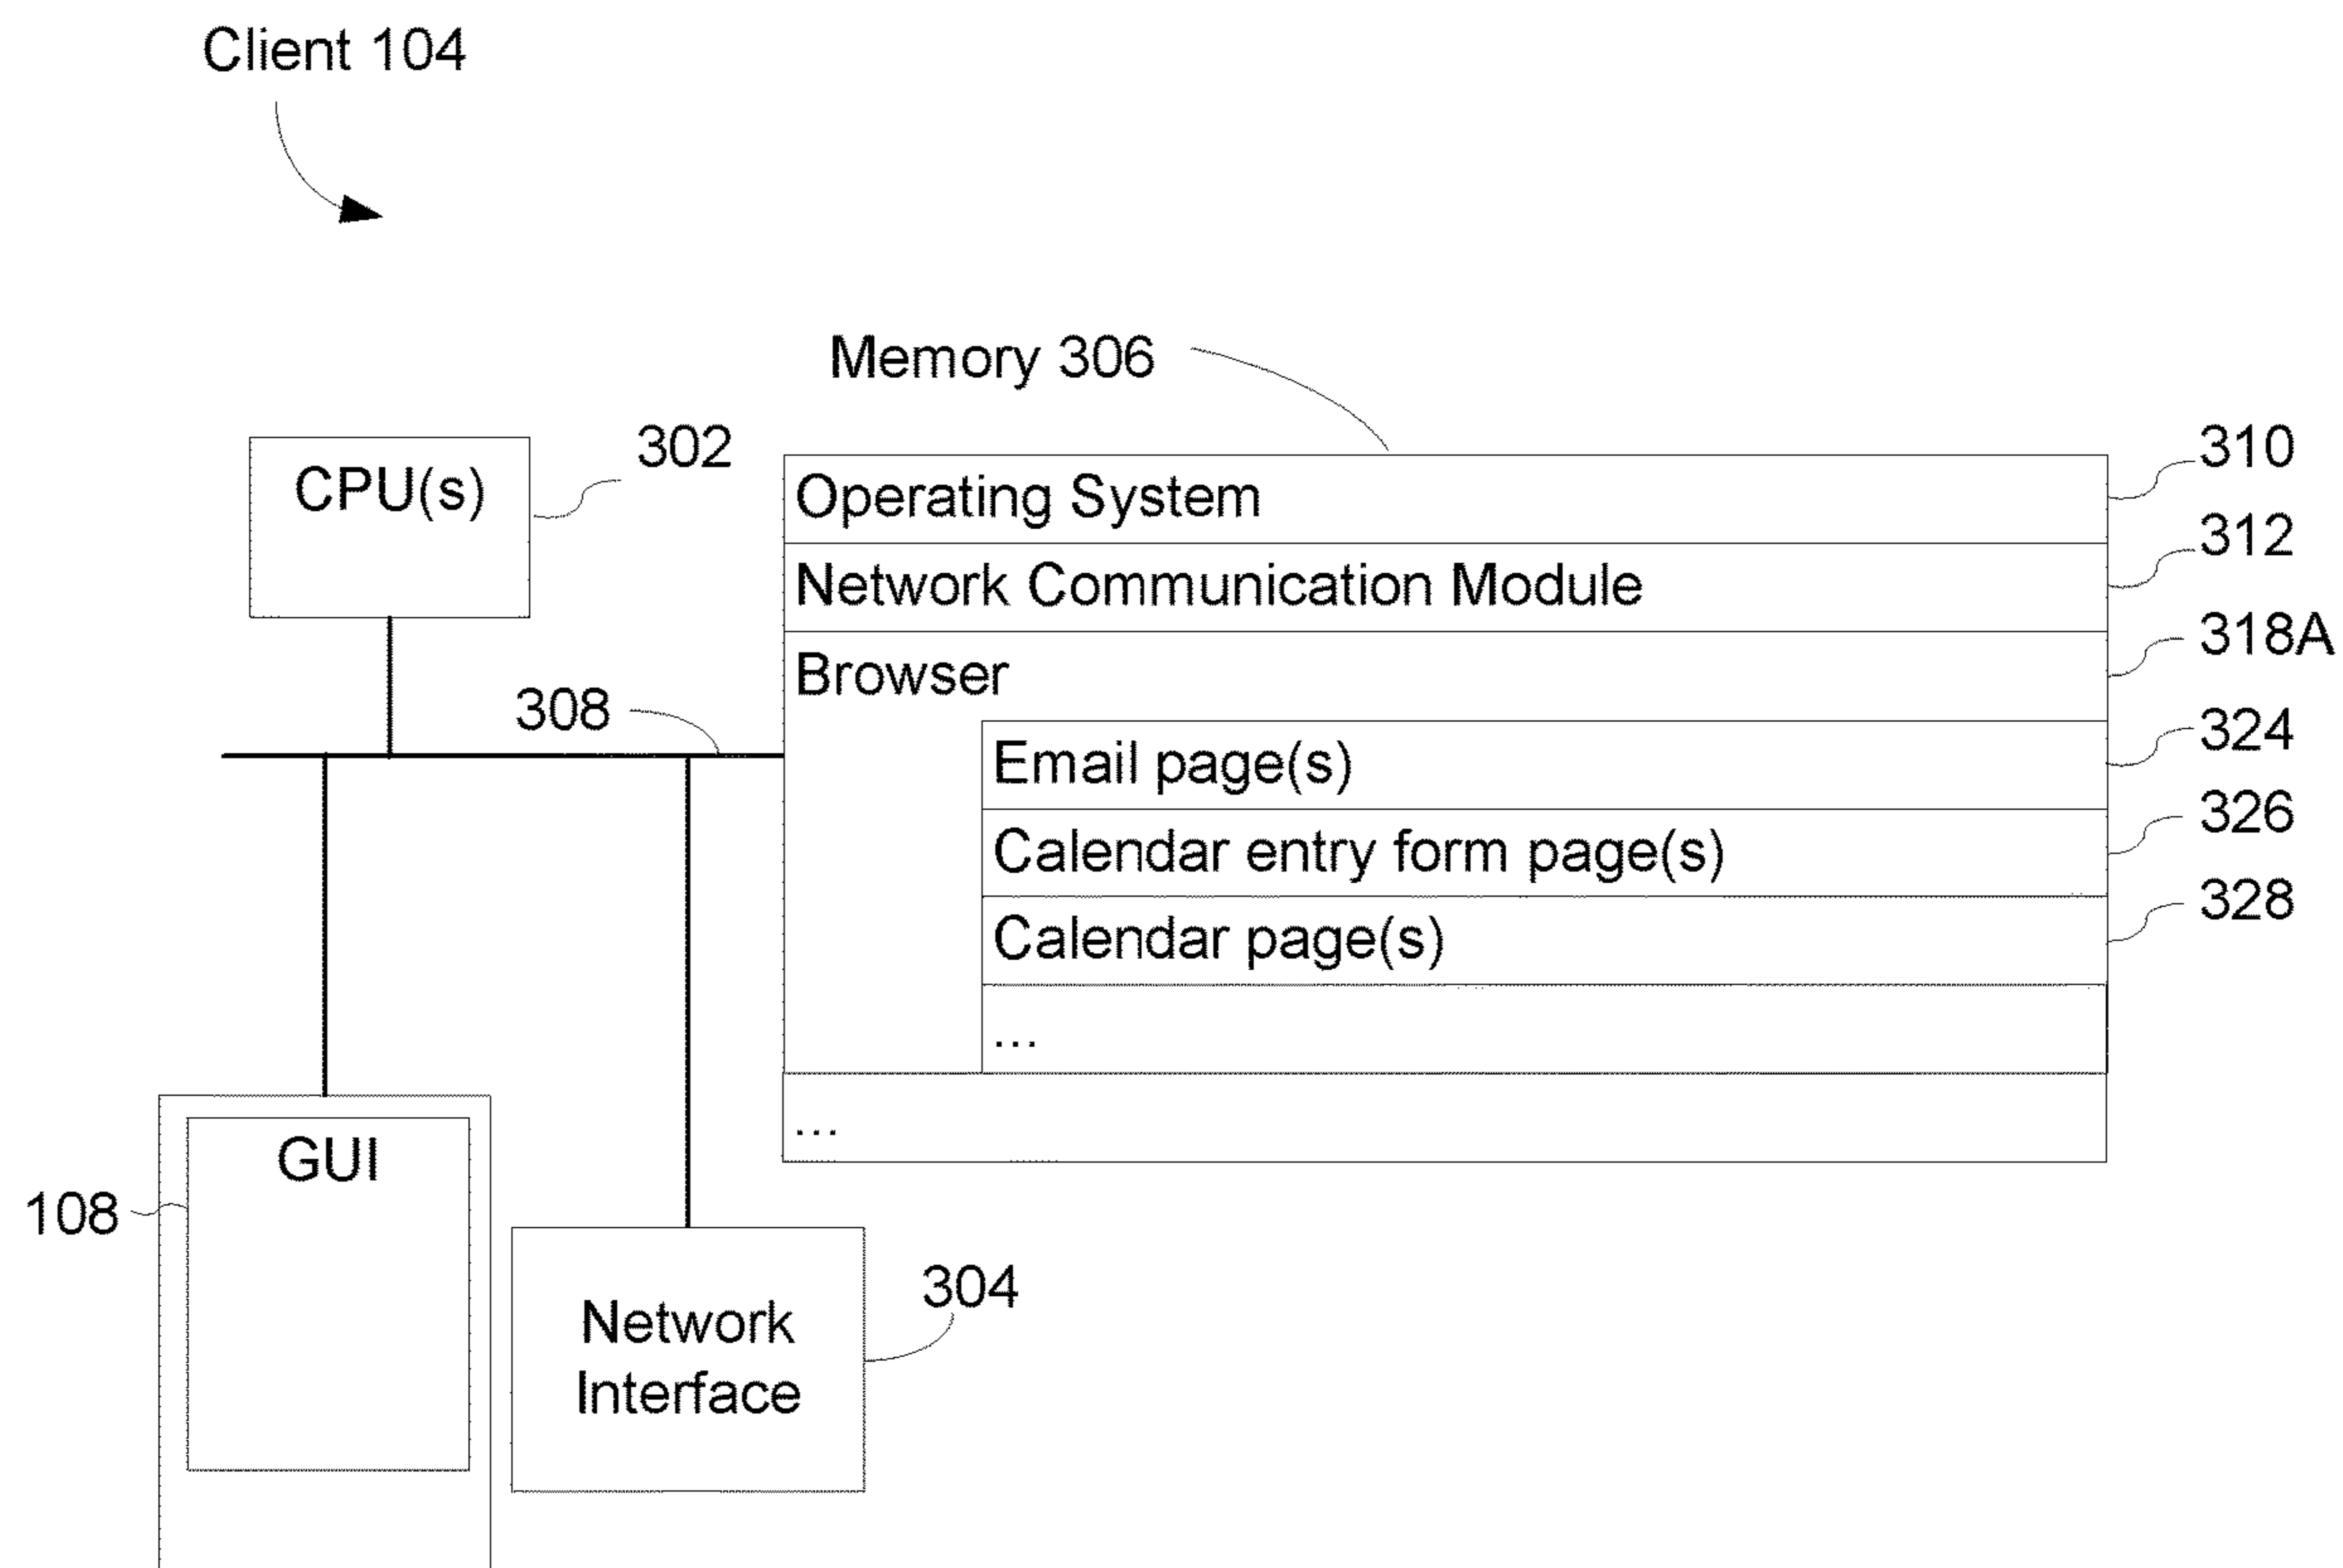 Client 104
Memory 306
CPU(s)
302
Operating System
310
Network Communication Module
312
Browser
318A
308
Email page(s)
324
Calendar entry form page(s)
326
Calendar page(s)
328
...
...
GUI
108
Network
Interface
304